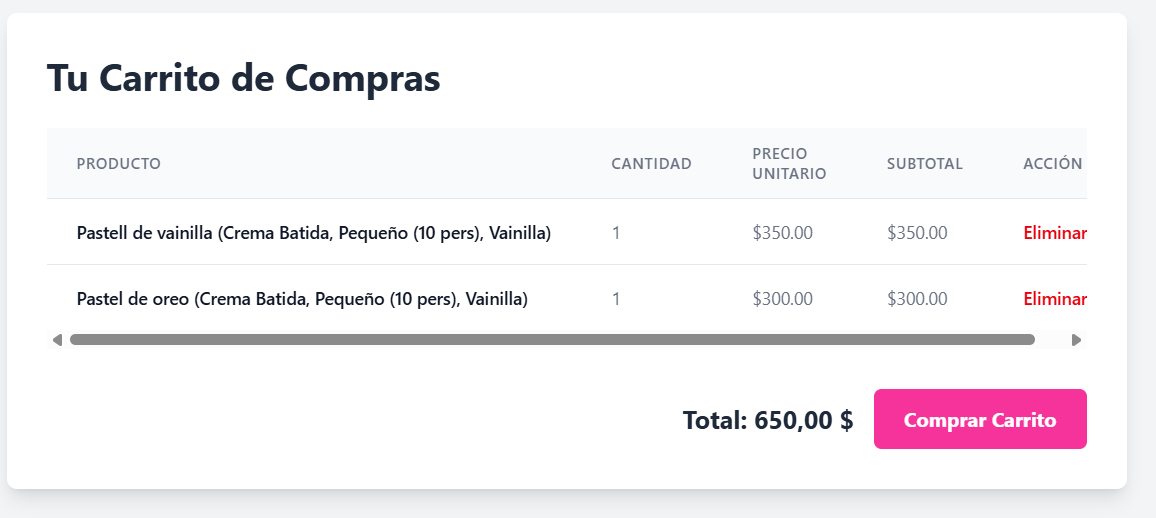 Tu Carrito de Compras
PRODUCTO CANTIDAD PRECIO UNITARIO SUBTOTAL ACCIÓN
Pastell de vainilla (Crema Batida, Pequeño (10 pers), Vainilla) 1 $350.00 $350.00 Eliminar
Pastel de oreo (Crema Batida, Pequeño (10 pers), Vainilla) 1 $300.00 $300.00 Eliminar
Total: 650,00 $ Comprar Carrito